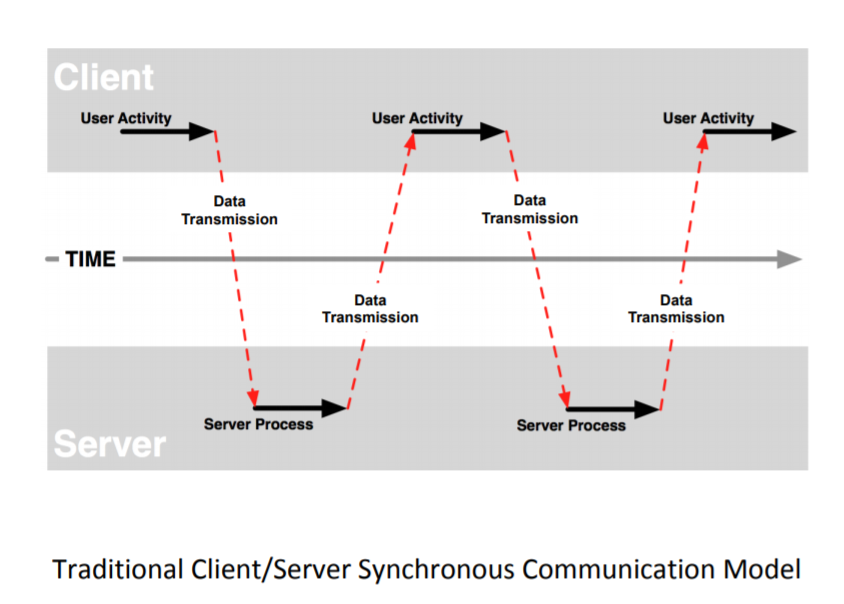 Client
User Activity
User Activity
User Activity
Data
Transmission
Data
Transmission
TIME
Data
Transmission
Data
Transmission
Server Process
Server Process
Server
Traditional Client/Server Synchronous Communication Model